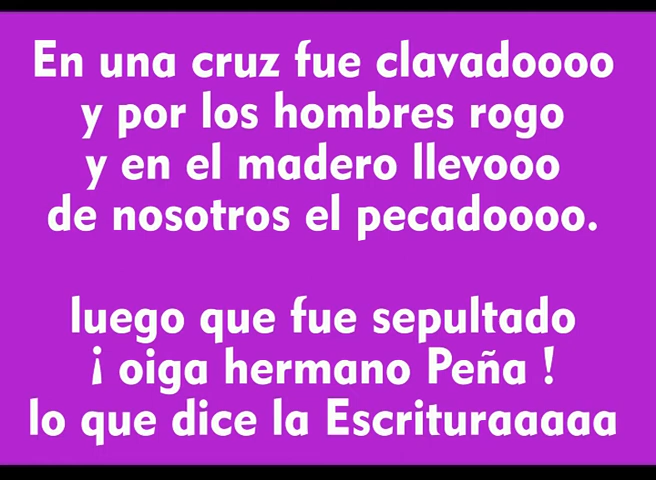 En una cruz fue clavadoooo
y por los hombres rogo
y en el madero llevooo
de nosotros el pecadoooo.
luego que fue sepultado
¡ oiga hermano Peña !
lo que dice la Escrituraaaaa